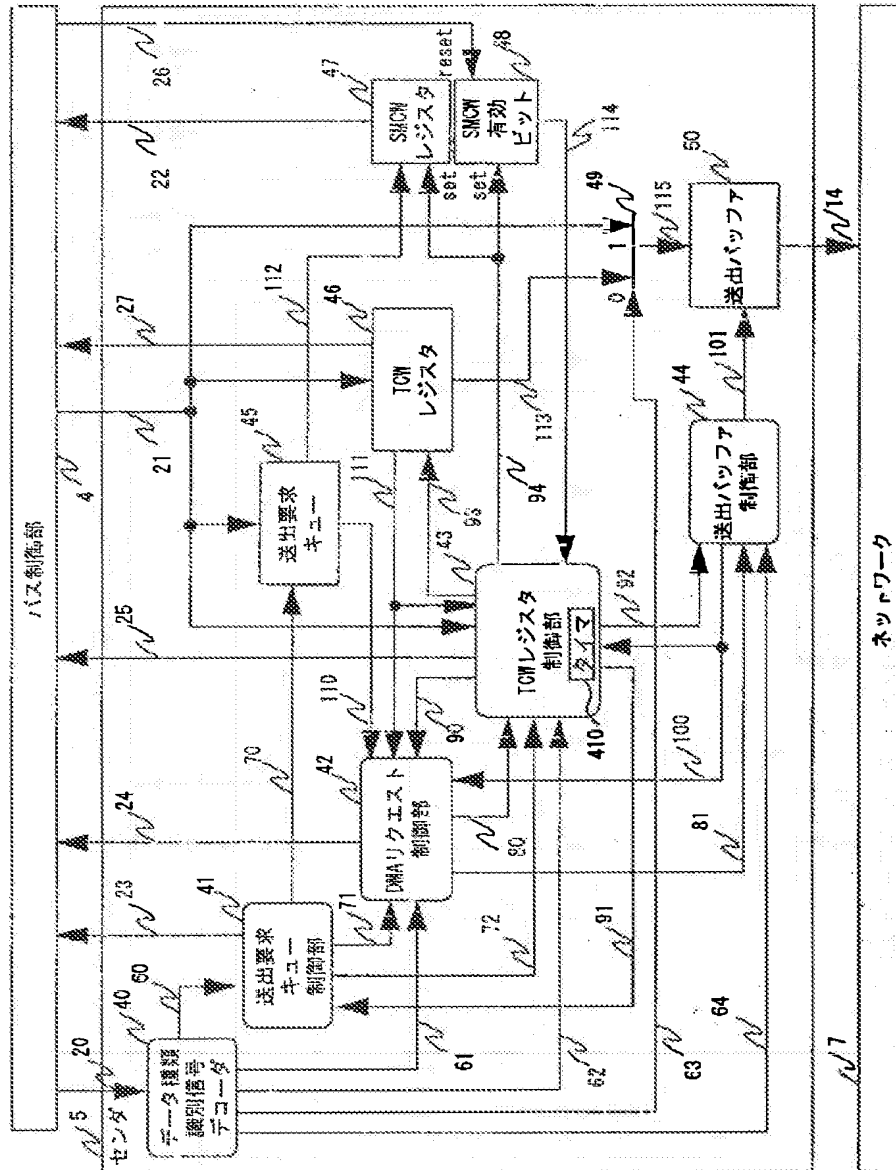 バス制御部
4
5
センダ
20
23
24
25
21
27
22
26
データ種類
識別信号
デコーダ
40
60
送出要求
キュー
制御部
41
70
71
72
DMAリクエスト
制御部
42
110
90
80
送出要求
キュー
45
111
93
43
TCWレジスタ
制御部
タイマ
410
TCW
レジスタ
46
112
113
94
SMCW
レジスタ
47
set
reset
SMCW
有効
ビット
48
set
114
0
1
49
115
送出バッファ
50
14
送出バッファ
制御部
44
101
92
100
81
91
61
62
63
64
7
ネットワーク